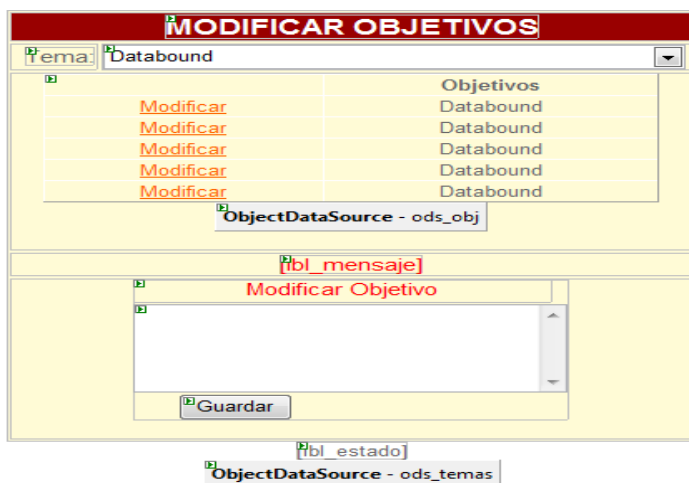 MODIFICAR OBJETIVOS
Tema: Databound
Objetivos
Modificar Databound
Modificar Databound
Modificar Databound
Modificar Databound
Modificar Databound
ObjectDataSource - ods_obj
[lbl_mensaje]
Modificar Objetivo
Guardar
[lbl_estado]
ObjectDataSource - ods_temas